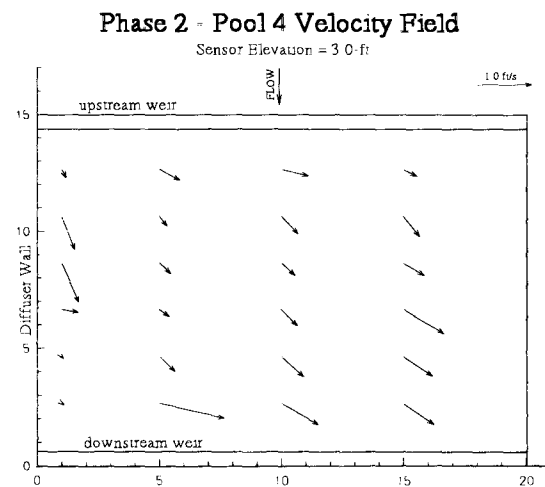 Phase 2 - Pool 4 Velocity Field
Sensor Elevation = 3.0-ft
FLOW
1.0 ft/s
upstream weir
15
10
Diffuser Wall
5
downstream weir
0
0
5
10
15
20